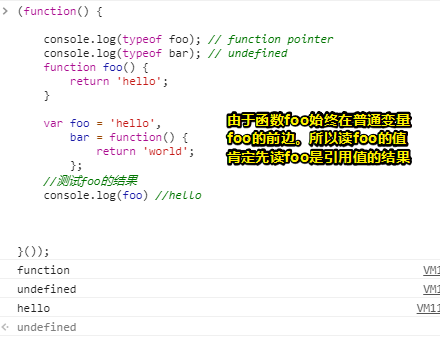 (function() {
console.log(typeof foo); // function pointer
console.log(typeof bar); // undefined
function foo() {
return 'hello';
}
var foo = 'hello',
bar = function() {
return 'world';
};
//测试foo的结果
console.log(foo) //hello
由于函数foo始终在普通变量
foo的前边。所以读foo的值
肯定先读foo是引用值的结果
}());
function VM1
undefined VM1
hello VM11
undefined